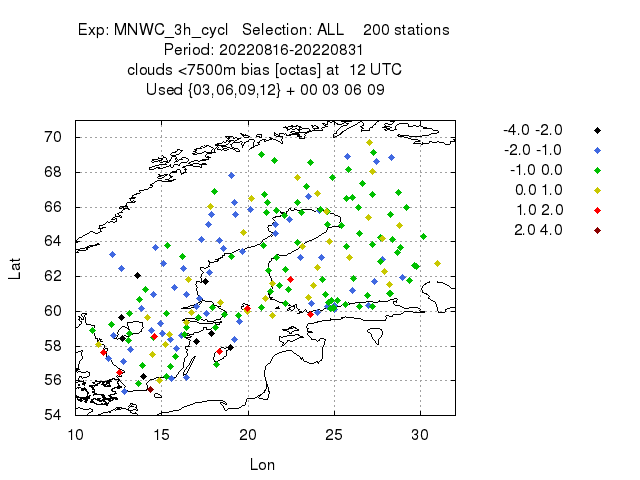 Exp: MNWC_3h_cycl Selection: ALL 200 stations
Period: 20220816-20220831
clouds <7500m bias [octas] at 12 UTC
Used {03,06,09,12} + 00 03 06 09
-4.0 -2.0
-2.0 -1.0
-1.0 0.0
0.0 1.0
1.0 2.0
2.0 4.0
70
68
66
64
62
60
58
56
54
Lat
10 15 20 25 30
Lon